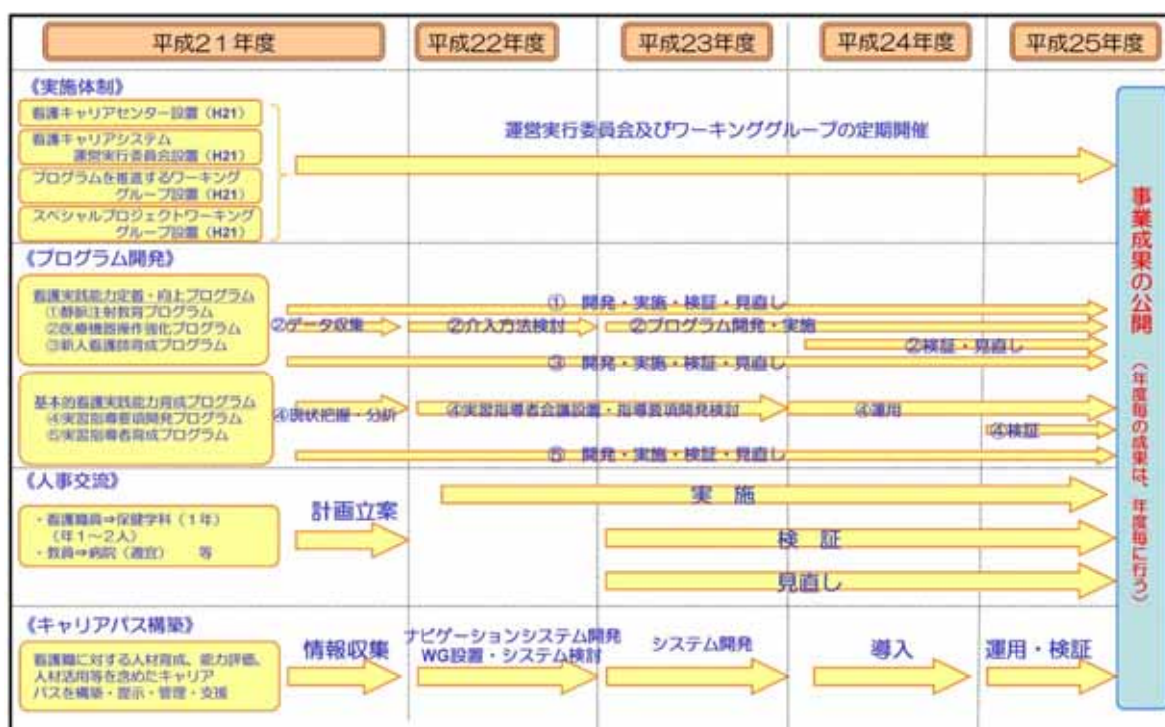 平成21年度
平成22年度
平成23年度
平成24年度
平成25年度
《実施体制》
看護キャリアセンター設置(H21)
看護キャリアシステム
運営実行委員会設置(H21)
プログラムを推進するワーキング
グループ設置(H21)
スペシャルプロジェクトワーキング
グループ設置(H21)
運営実行委員会及びワーキンググループの定期開催
《プログラム開発》
看護実践能力定着・向上プログラム
①静脈注射教育プログラム
②医療機器操作強化プログラム
③新人看護師育成プログラム
① 開発・実施・検証・見直し
②データ収集
②介入方法検討
②プログラム開発・実施
②検証・見直し
③ 開発・実施・検証・見直し
基本的看護実践能力育成プログラム
④実習指導要項開発プログラム
⑤実習指導者育成プログラム
④現状把握・分析
④実習指導者会議設置・指導要項開発検討
④運用
④検証
⑤ 開発・実施・検証・見直し
《人事交流》
・看護職員⇒保健学科(1年)
(年1~2人)
・教員⇒病院(適宜) 等
計画立案
実 施
検 証
見直し
《キャリアパス構築》
看護職に対する人材育成、能力評価、
人材活用等を含めたキャリア
パスを構築・提示・管理・支援
情報収集
ナビゲーションシステム開発
WG設置・システム検討
システム開発
導入
運用・検証
事業成果の公開
(年度毎の成果は、年度毎に行う)